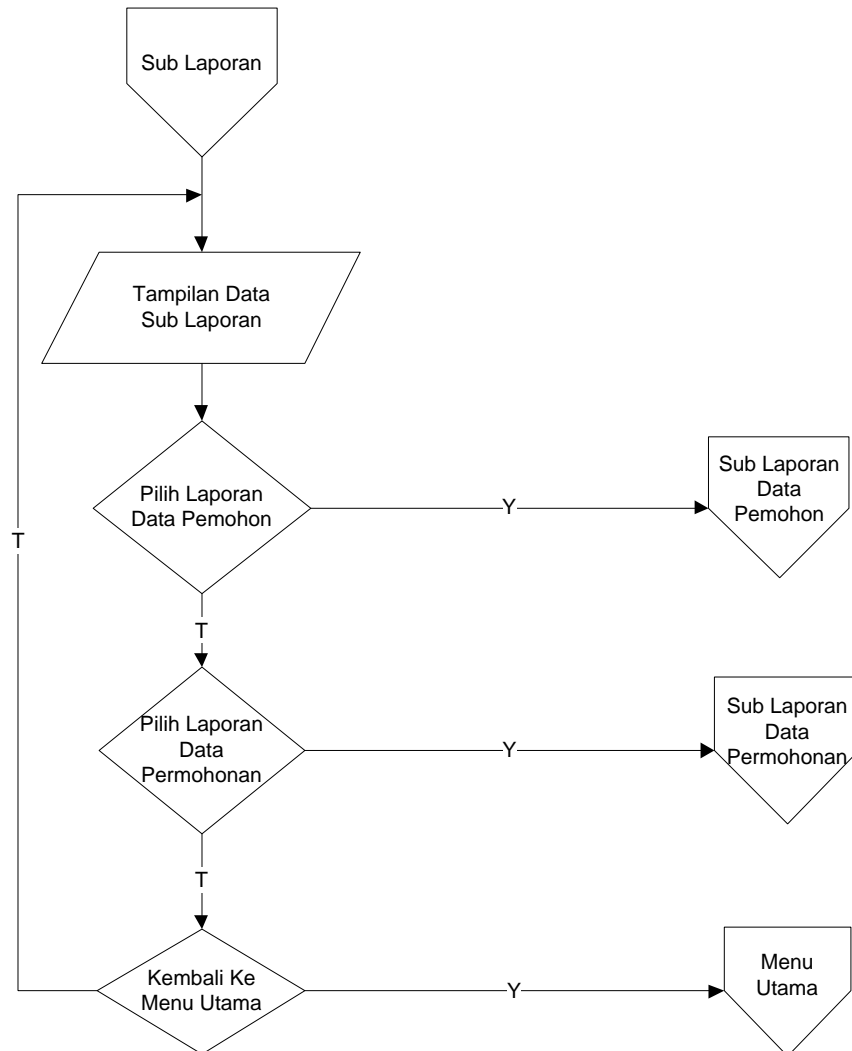 Sub Laporan
Tampilan Data
Sub Laporan
Pilih Laporan
Data Pemohon
Y
Sub Laporan
Data
Pemohon
T
T
Pilih Laporan
Data
Permohonan
Y
Sub Laporan
Data
Permohonan
T
Kembali Ke
Menu Utama
Y
Menu
Utama